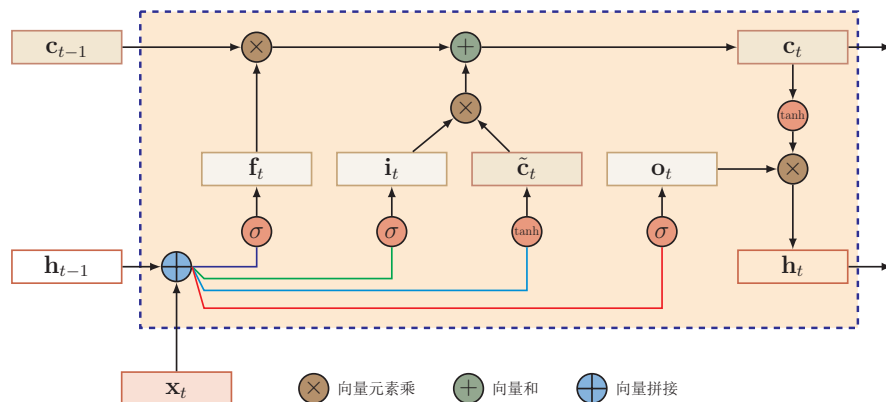 c_{t−1} × + c_t
× tanh
f_t i_t c̃_t o_t ×
σ σ tanh σ
h_{t−1} h_t
x_t × 向量元素乘 + 向量和 向量拼接